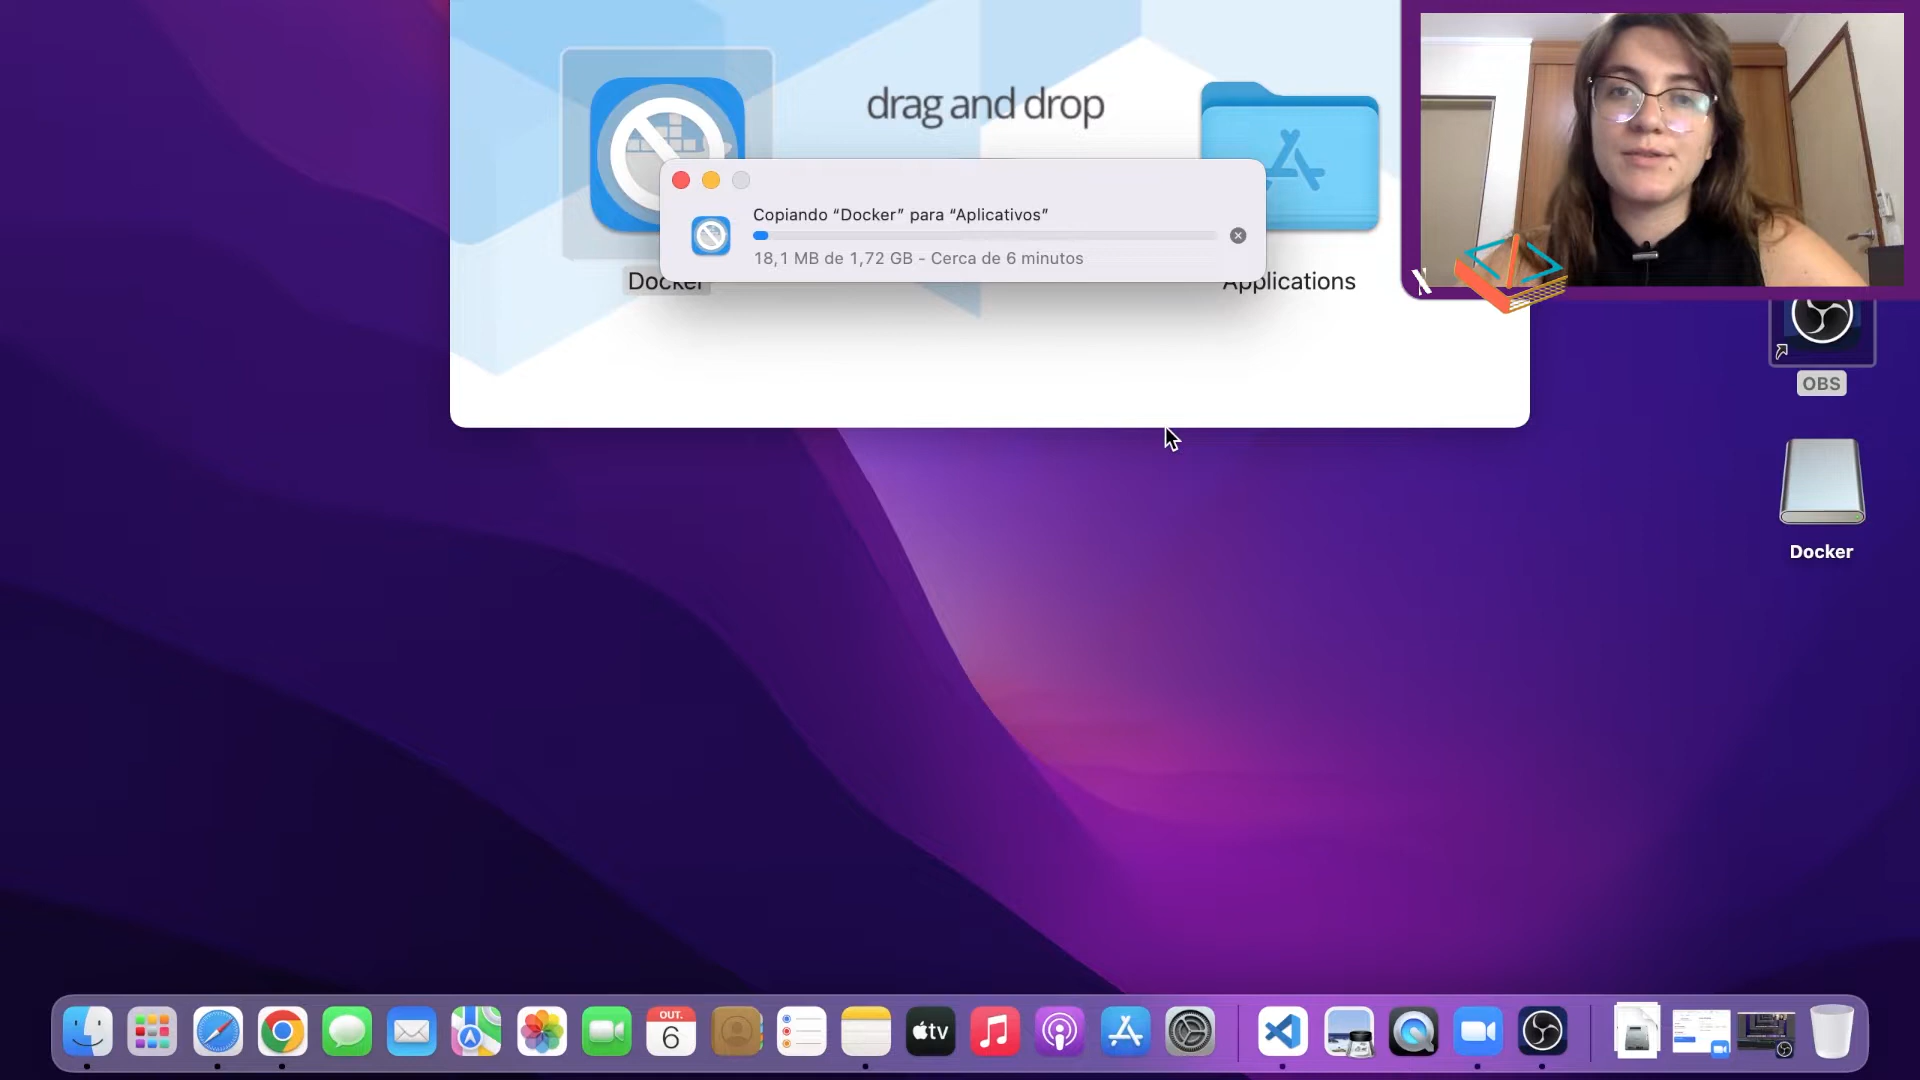 drag and drop
Copiando “Docker” para “Aplicativos”
18,1 MB de 1,72 GB - Cerca de 6 minutos
Docker
Applications
OBS
Docker
OUT.
6
tv